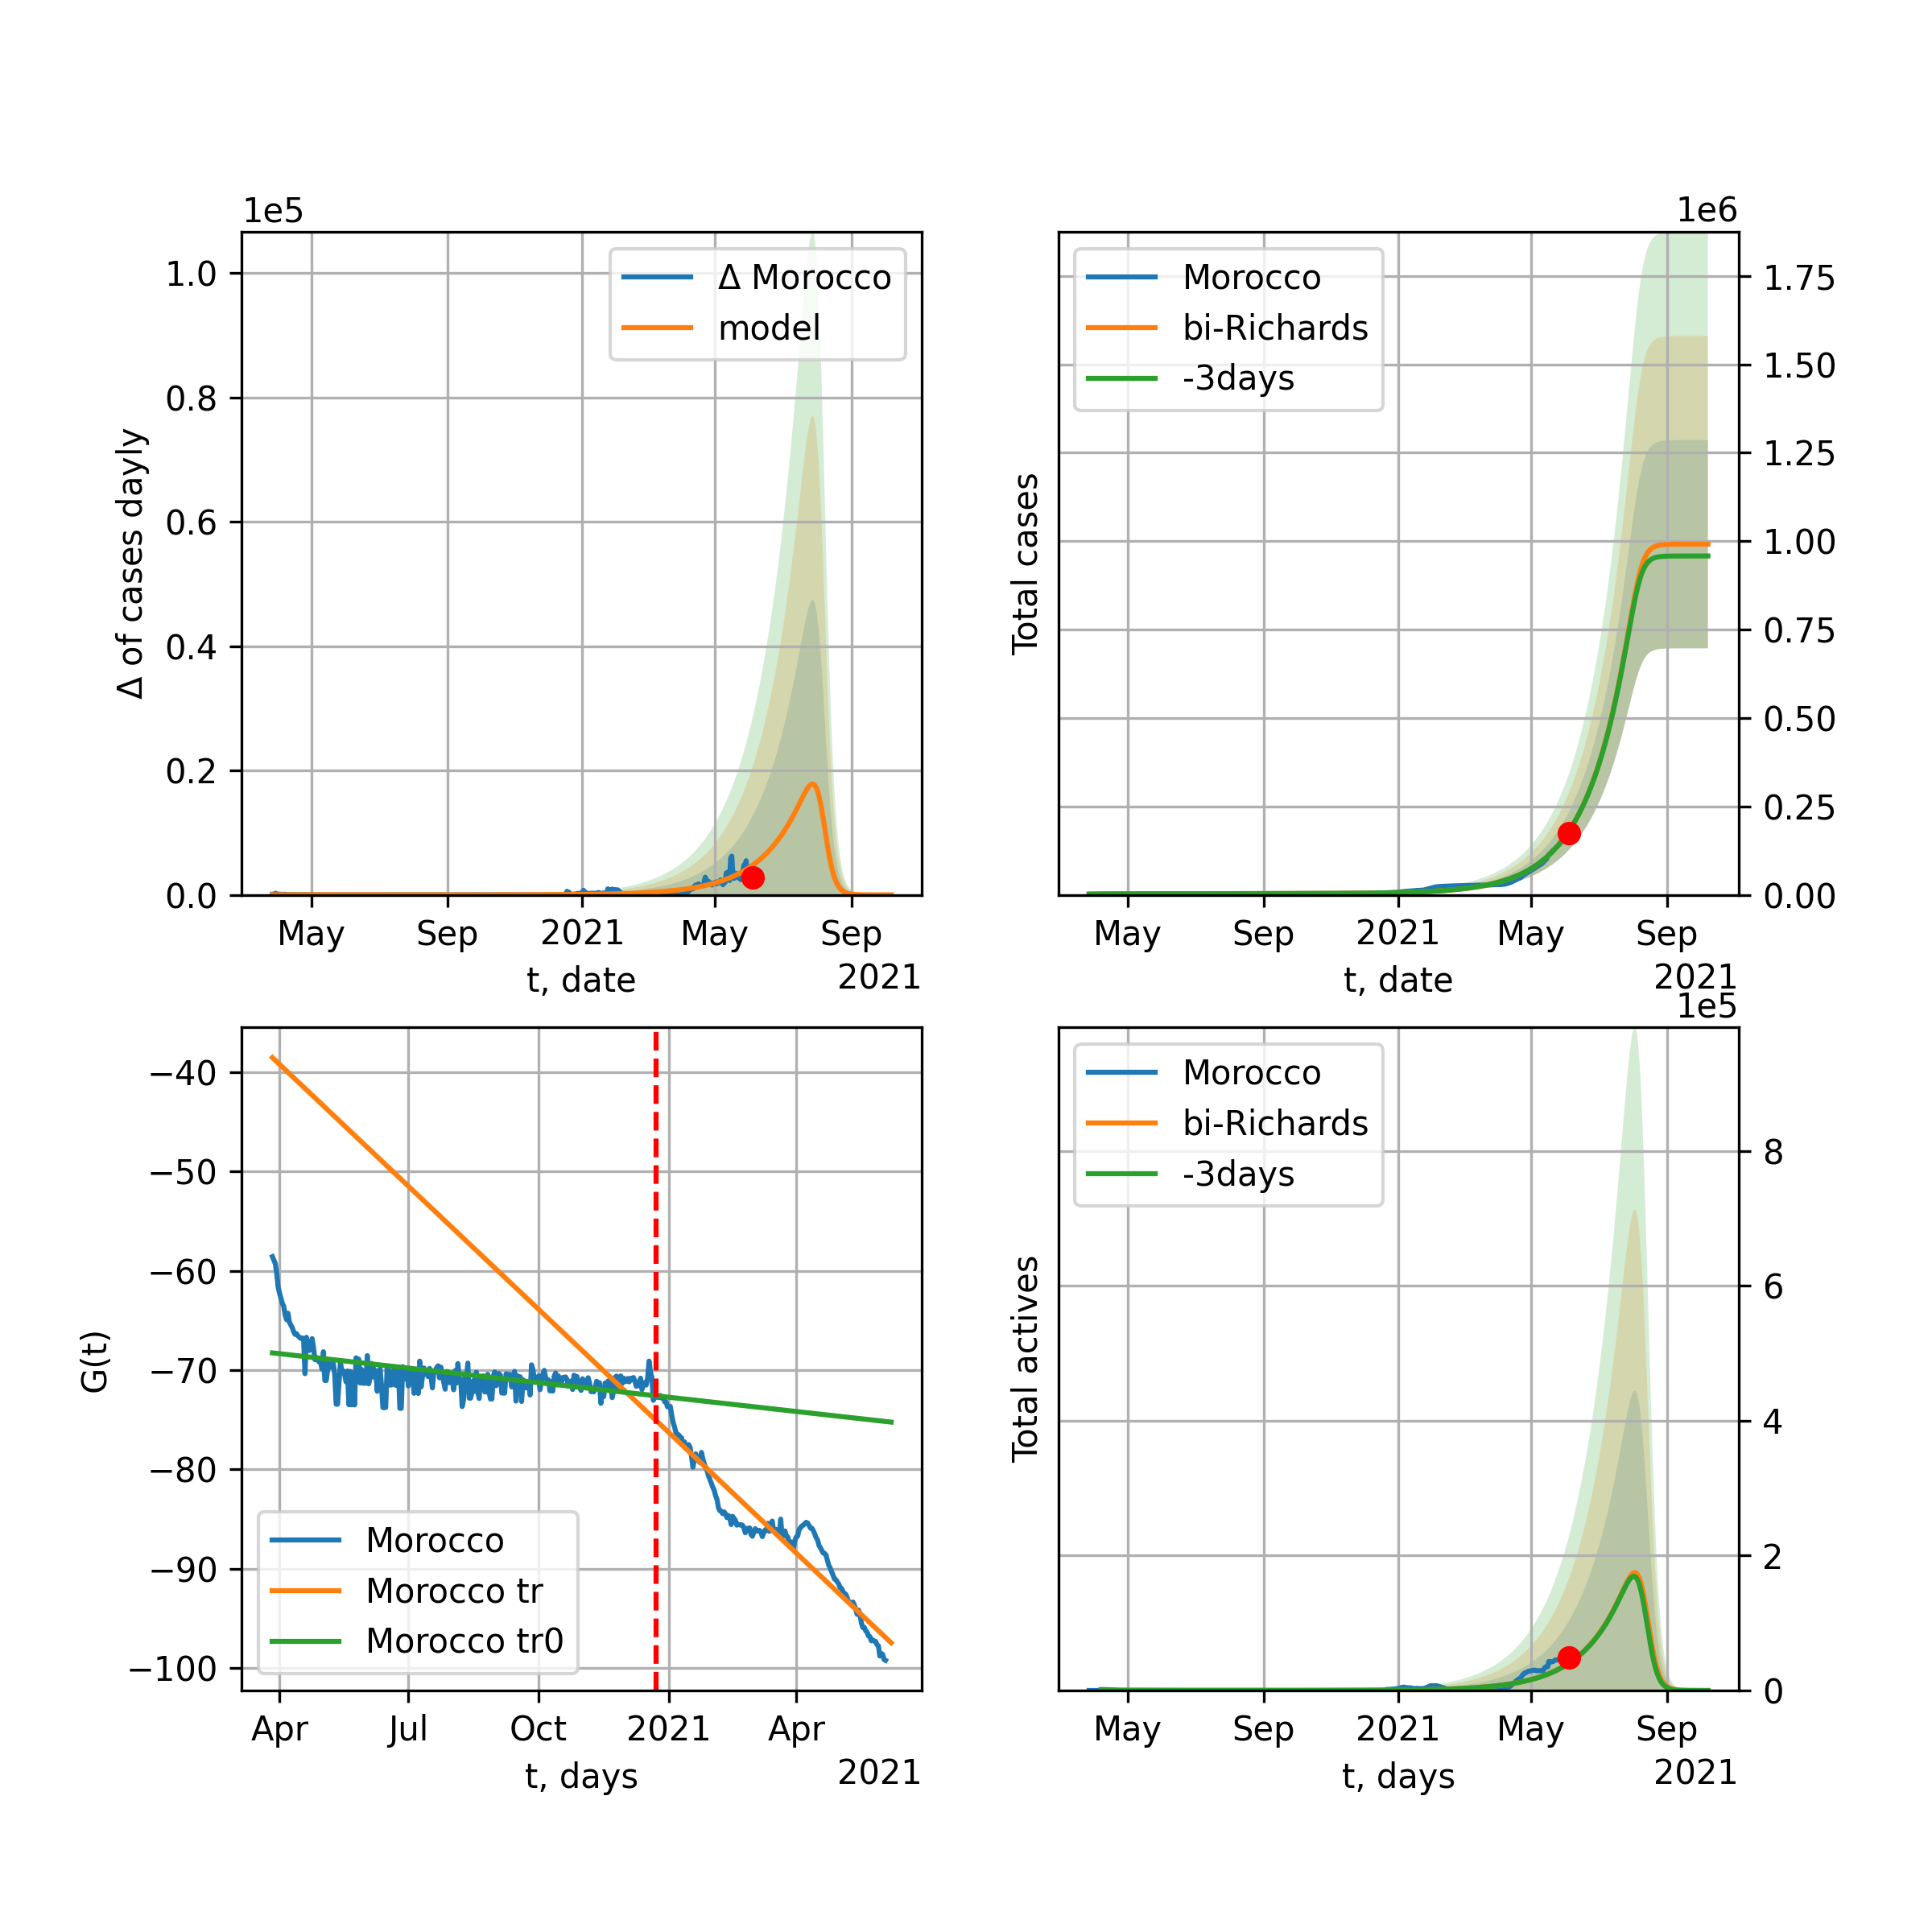 1e5
Δ of cases dayly
1.0
0.8
0.6
0.4
0.2
0.0
Δ Morocco
model
May Sep 2021 May Sep
t, date
2021
1e6
Total cases
Morocco
bi-Richards
-3days
1.75
1.50
1.25
1.00
0.75
0.50
0.25
0.00
May Sep 2021 May Sep
t, date
2021
G(t)
−40
−50
−60
−70
−80
−90
−100
Morocco
Morocco tr
Morocco tr0
Apr Jul Oct 2021 Apr
t, days
2021
1e5
Total actives
Morocco
bi-Richards
-3days
8
6
4
2
0
May Sep 2021 May Sep
t, days
2021